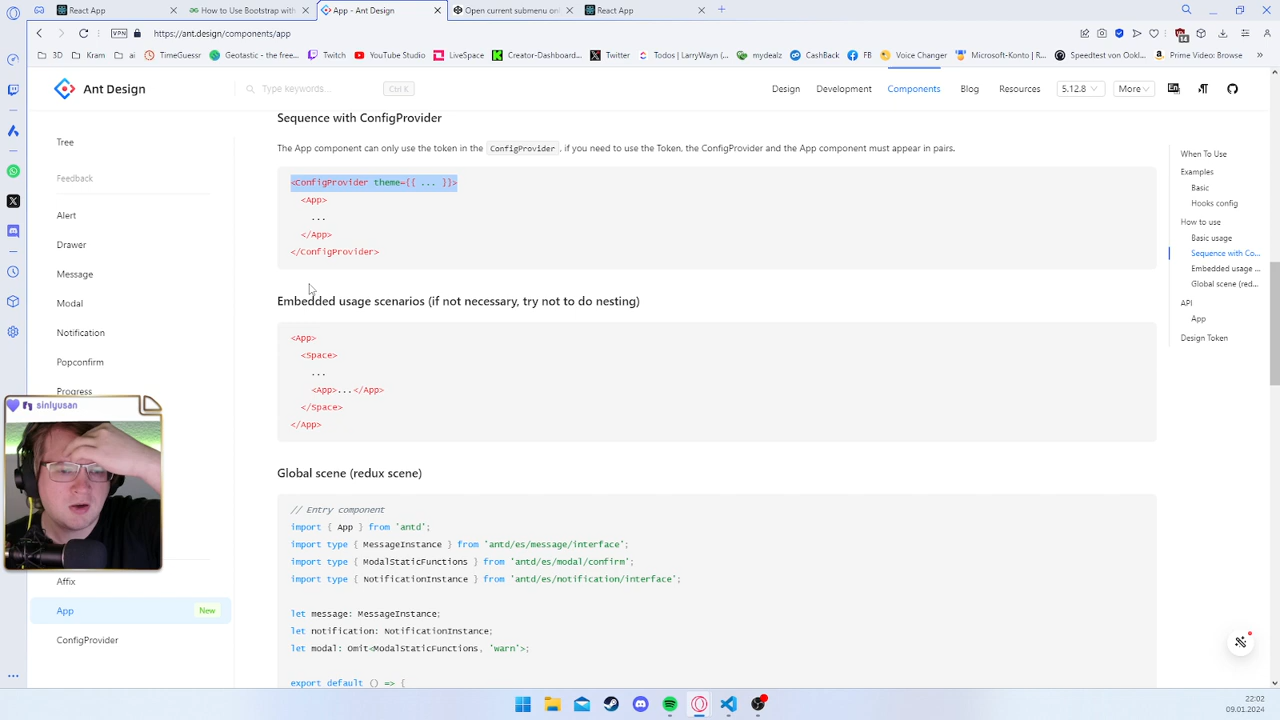 React App
How to Use Bootstrap with
App - Ant Design
Open current submenu onl
React App
VPN
https://ant.design/components/app
3D
Kram
ai
TimeGuessr
Geotastic - the free...
Twitch
YouTube Studio
LiveSpace
Creator-Dashboard...
Twitter
Todos | LarryWayn (...
mydealz
CashBack
FB
Voice Changer
Microsoft-Konto | R...
Speedtest von Ookl...
Prime Video: Browse
Ant Design
Type keywords...
Ctrl K
Design
Development
Components
Blog
Resources
5.12.8
More
Tree
Feedback
Alert
Drawer
Message
Modal
Notification
Popconfirm
Progress
sinlyusan
Affix
App
New
ConfigProvider
Sequence with ConfigProvider
The App component can only use the token in the ConfigProvider , if you need to use the Token, the ConfigProvider and the App component must appear in pairs.
<ConfigProvider theme={{ ... }}>
<App>
...
</App>
</ConfigProvider>
Embedded usage scenarios (if not necessary, try not to do nesting)
<App>
<Space>
...
<App>...</App>
</Space>
</App>
Global scene (redux scene)
// Entry component
import { App } from 'antd';
import type { MessageInstance } from 'antd/es/message/interface';
import type { ModalStaticFunctions } from 'antd/es/modal/confirm';
import type { NotificationInstance } from 'antd/es/notification/interface';
let message: MessageInstance;
let notification: NotificationInstance;
let modal: Omit<ModalStaticFunctions, 'warn'>;
export default () => {
When To Use
Examples
Basic
Hooks config
How to use
Basic usage
Sequence with Co...
Embedded usage ...
Global scene (red...
API
App
Design Token
22:02
09.01.2024